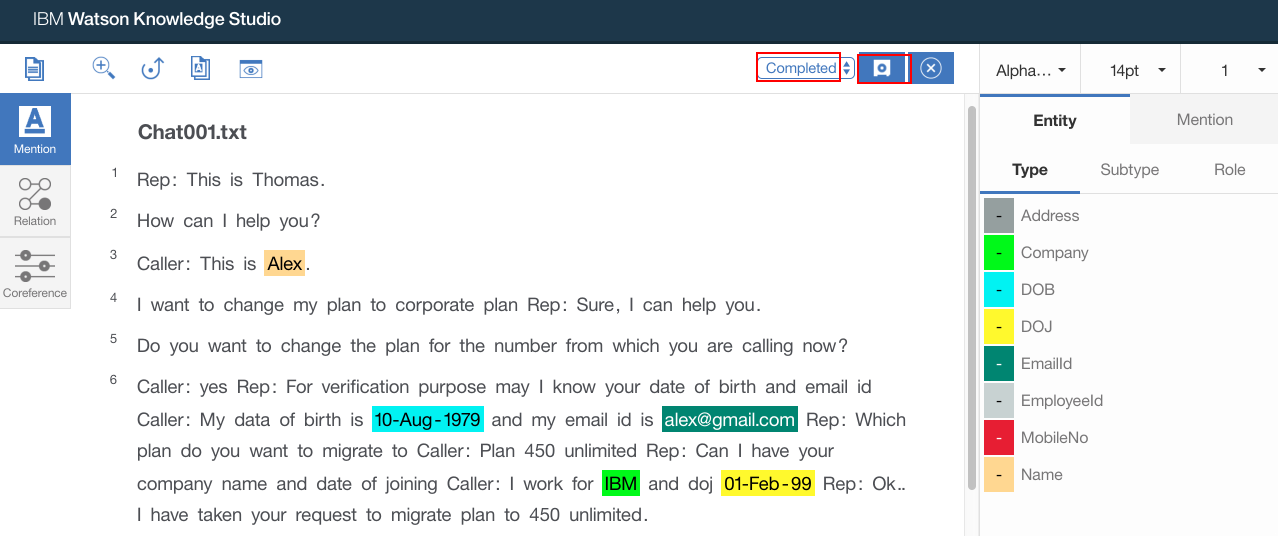 IBM Watson Knowledge Studio
Completed
Alpha... 14pt 1
A
Mention
Relation
Coreference
Chat001.txt
1 Rep: This is Thomas.
2 How can I help you?
3 Caller: This is Alex.
4 I want to change my plan to corporate plan Rep: Sure, I can help you.
5 Do you want to change the plan for the number from which you are calling now?
6 Caller: yes Rep: For verification purpose may I know your date of birth and email id
Caller: My data of birth is 10-Aug-1979 and my email id is alex@gmail.com Rep: Which
plan do you want to migrate to Caller: Plan 450 unlimited Rep: Can I have your
company name and date of joining Caller: I work for IBM and doj 01-Feb-99 Rep: Ok..
I have taken your request to migrate plan to 450 unlimited.
Entity Mention
Type Subtype Role
- Address
- Company
- DOB
- DOJ
- EmailId
- EmployeeId
- MobileNo
- Name